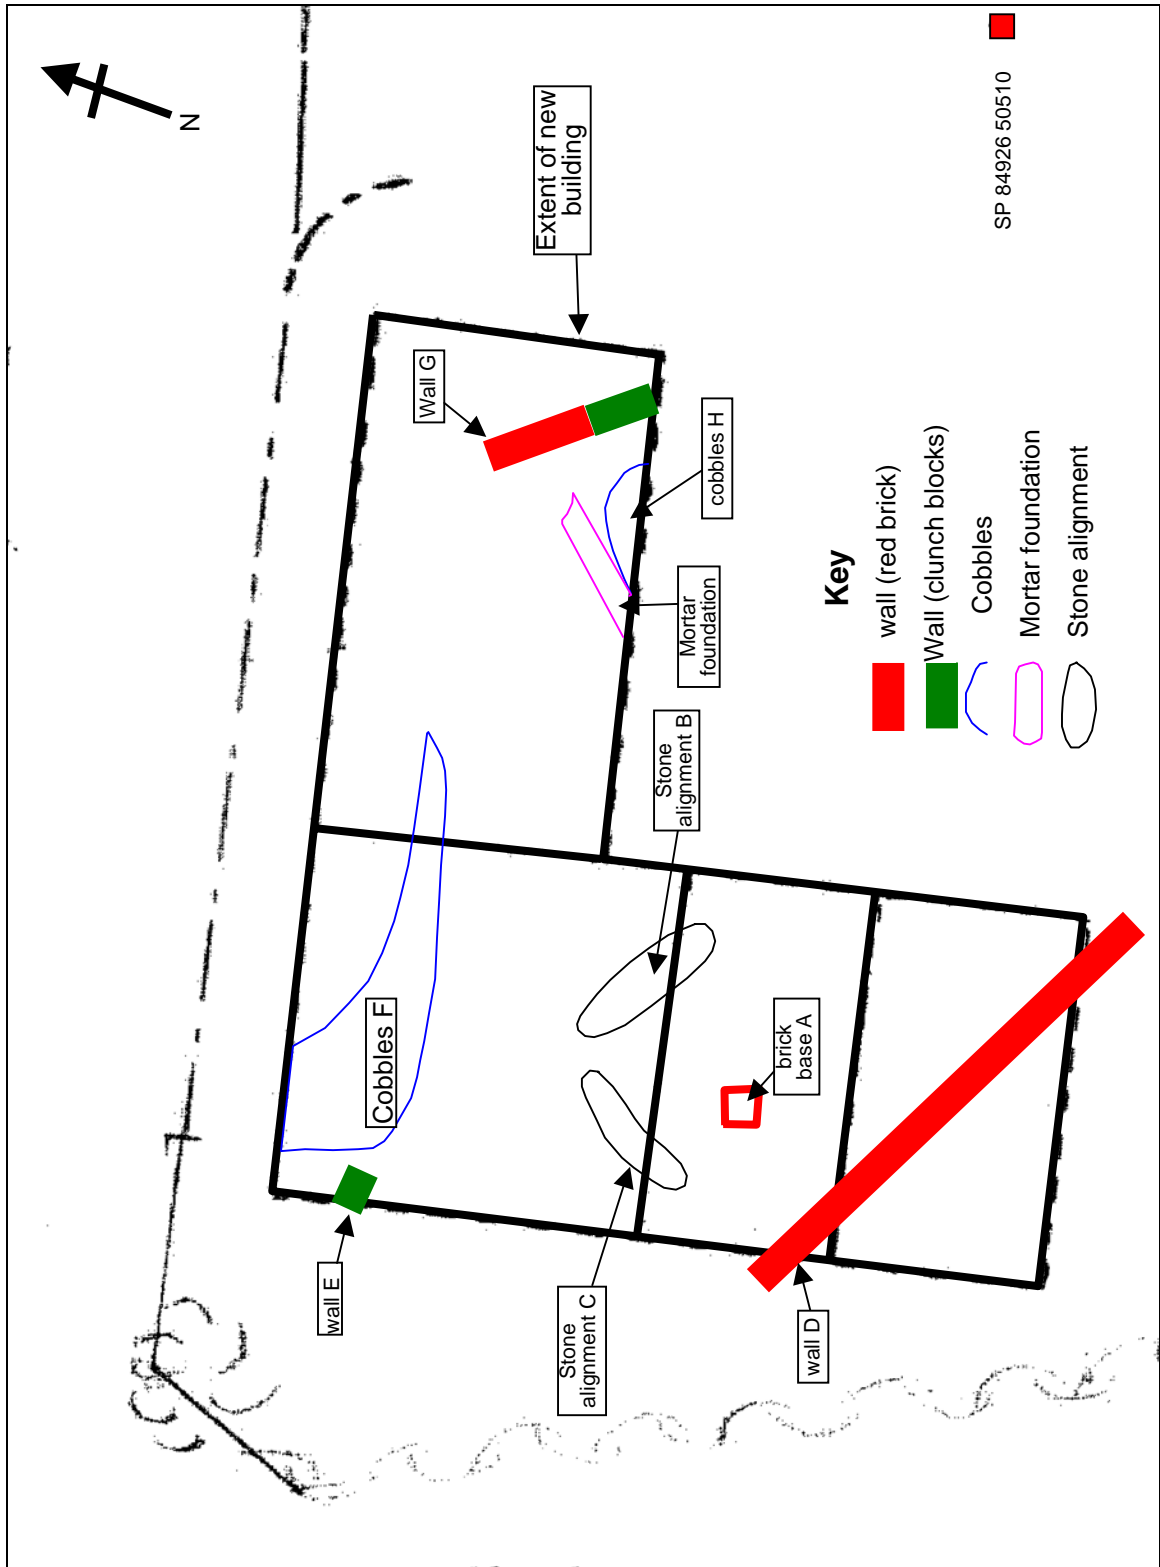 N
Extent of new
building
SP 84926 50510
Wall G
cobbles H
Mortar
foundation
Stone
alignment B
Cobbles F
brick
base A
wall E
Stone
alignment C
wall D
Key
wall (red brick)
Wall (clunch blocks)
Cobbles
Mortar foundation
Stone alignment